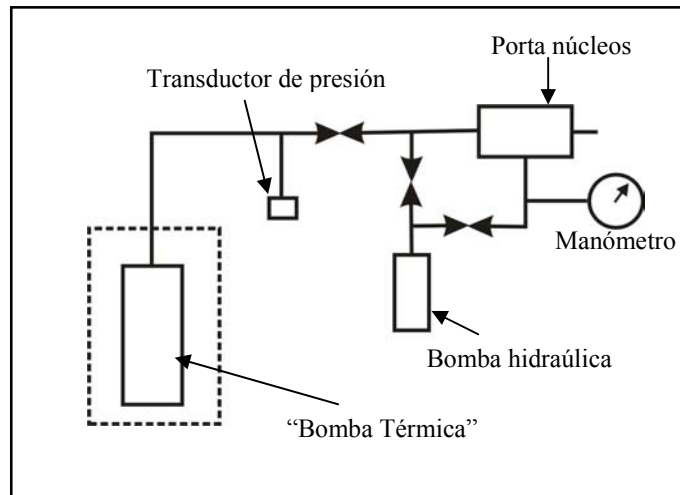 Porta núcleos
Transductor de presión
Manómetro
Bomba hidraúlica
“Bomba Térmica”